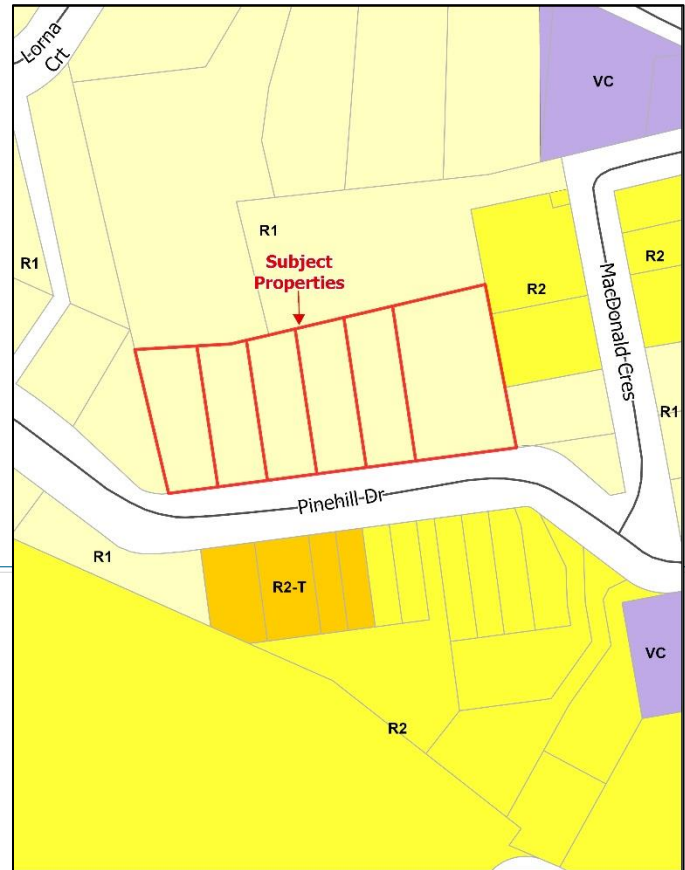 Lorna
Crt
VC
R1
R1
Subject
Properties
R2
R2
MacDonald Cres
R1
Pinehill Dr
R1
R2-T
VC
R2